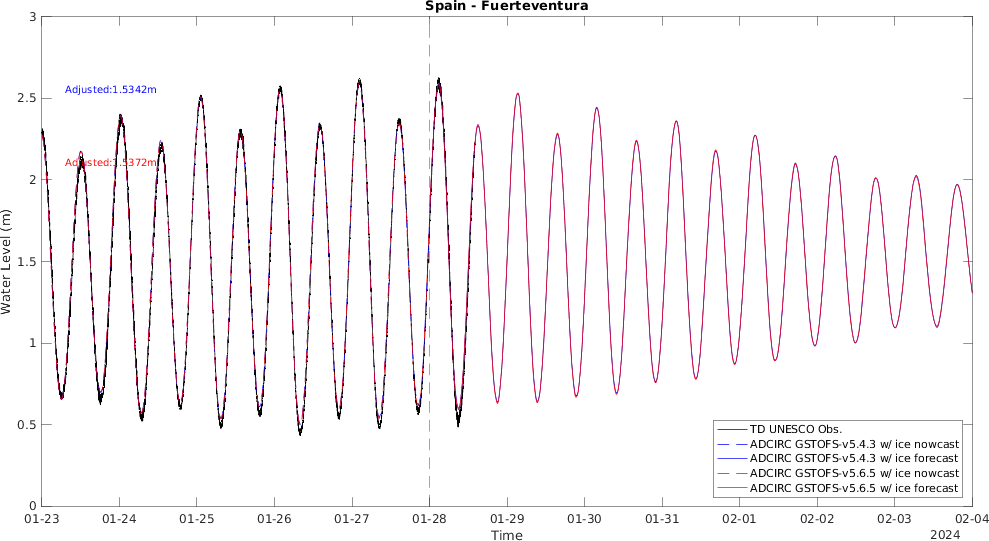 Spain - Fuerteventura
3
2.5
2
1.5
1
0.5
0
Water Level (m)
Adjusted:1.5342m
Adjusted:1.5372m
TD UNESCO Obs.
ADCIRC GSTOFS-v5.4.3 w/ ice nowcast
ADCIRC GSTOFS-v5.4.3 w/ ice forecast
ADCIRC GSTOFS-v5.6.5 w/ ice nowcast
ADCIRC GSTOFS-v5.6.5 w/ ice forecast
01-23 01-24 01-25 01-26 01-27 01-28 01-29 01-30 01-31 02-01 02-02 02-03 02-04
Time
2024